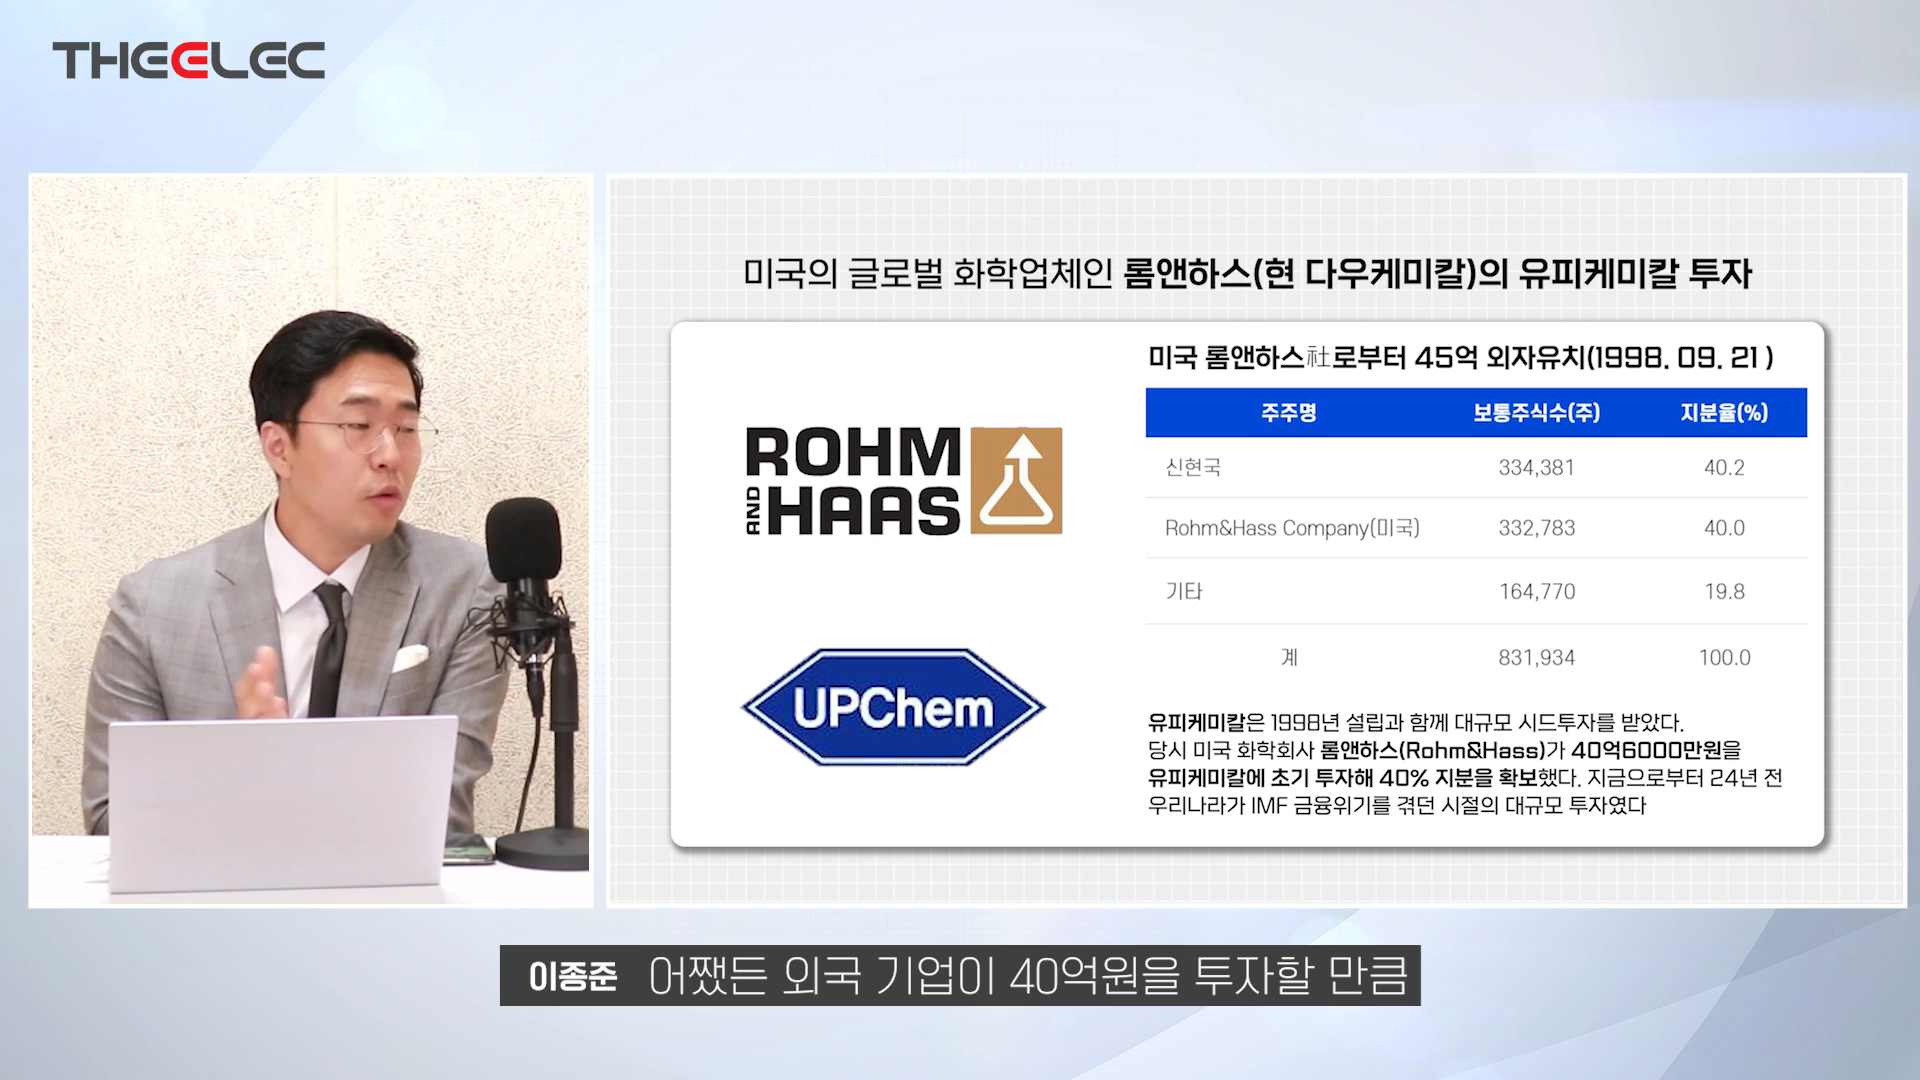 THEELEC
미국의 글로벌 화학업체인 롬앤하스(현 다우케미칼)의 유피케미칼 투자
ROHM
AND HAAS
UPChem
미국 롬앤하스社로부터 45억 외자유치(1998. 09. 21 )
주주명 보통주식수(주) 지분율(%)
신현국 334,381 40.2
Rohm&Hass Company(미국) 332,783 40.0
기타 164,770 19.8
계 831,934 100.0
유피케미칼은 1998년 설립과 함께 대규모 시드투자를 받았다.
당시 미국 화학회사 롬앤하스(Rohm&Hass)가 40억6000만원을
유피케미칼에 초기 투자해 40% 지분을 확보했다. 지금으로부터 24년 전
우리나라가 IMF 금융위기를 겪던 시절의 대규모 투자였다
이종준 어쨌든 외국 기업이 40억원을 투자할 만큼